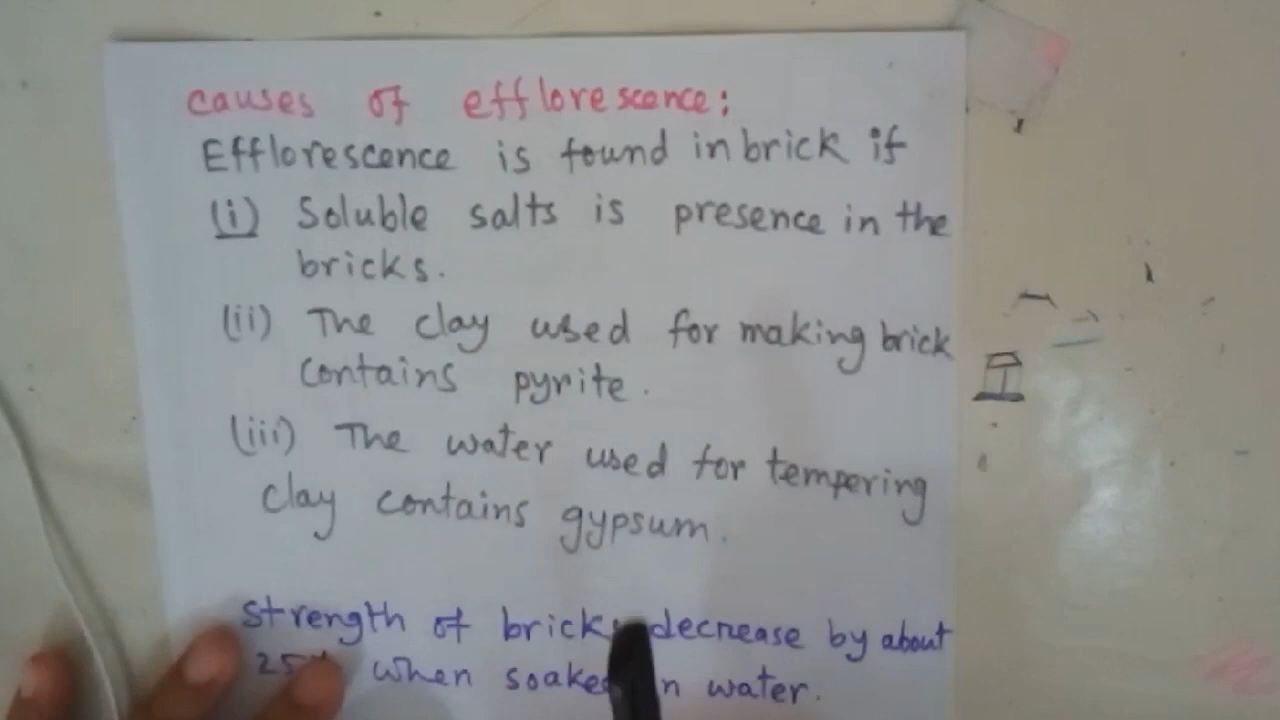 causes of efflorescence:
Efflorescence is found in brick if
(i) Soluble salts is presence in the
bricks.
(ii) The clay used for making brick
contains pyrite.
(iii) The water used for tempering
clay contains gypsum.
Strength of brick decrease by about
when soaked in water.